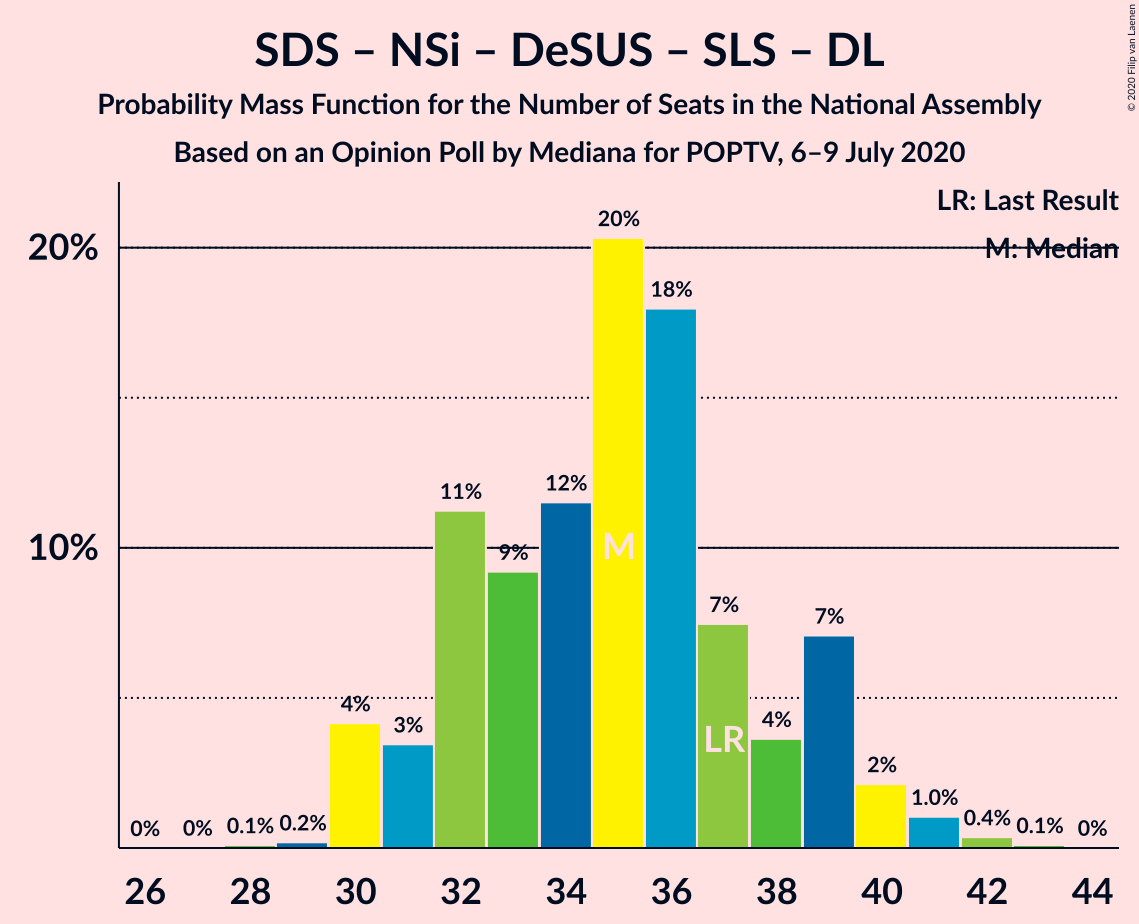 SDS – NSi – DeSUS – SLS – DL
Probability Mass Function for the Number of Seats in the National Assembly
Based on an Opinion Poll by Mediana for POPTV, 6–9 July 2020
© 2020 Filip van Laenen
LR: Last Result
M: Median
20%
10%
0%
0%
0.1%
0.2%
4%
3%
11%
9%
12%
20%
18%
7%
4%
7%
2%
1.0%
0.4%
0.1%
0%
M
LR
26 28 30 32 34 36 38 40 42 44